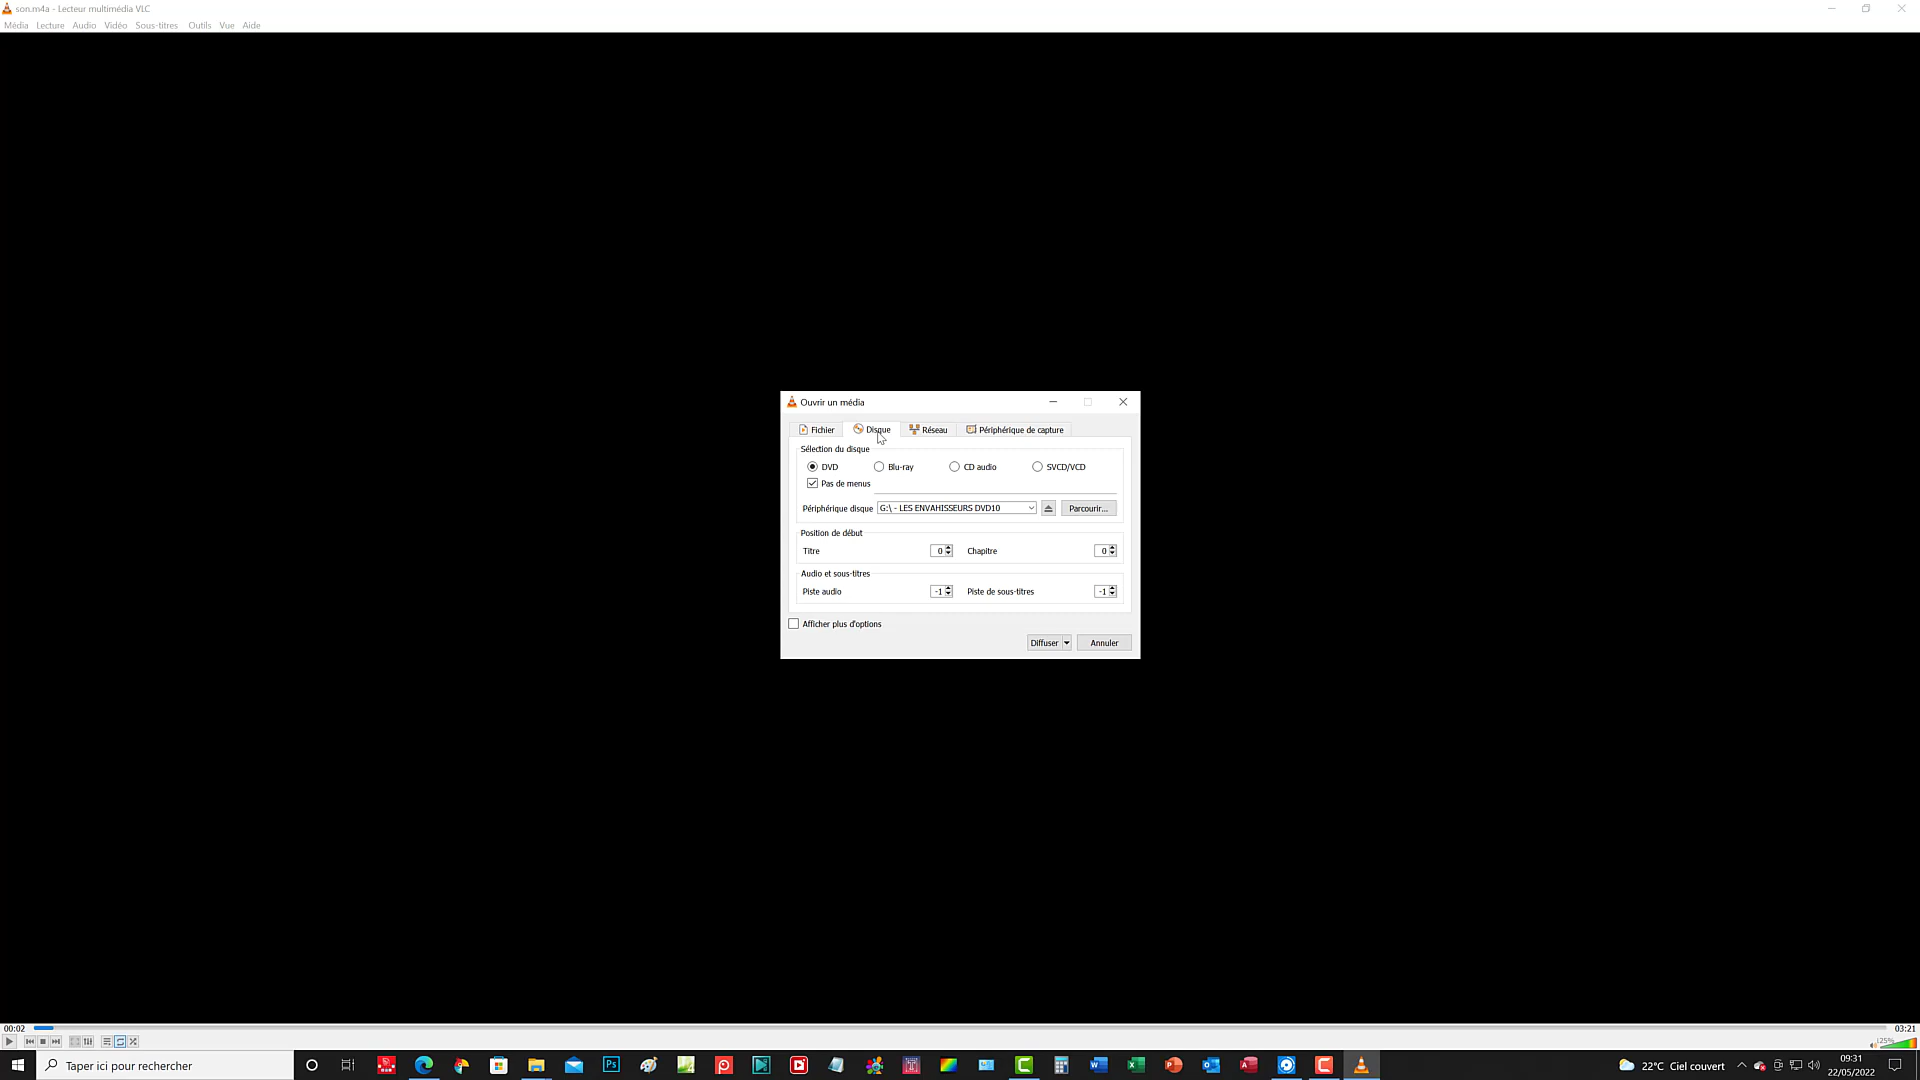 son.m4a - Lecteur multimédia VLC
Média Lecture Audio Vidéo Sous-titres Outils Vue Aide
Ouvrir un média
Fichier Disque Réseau Périphérique de capture
Sélection du disque
DVD Blu-ray CD audio SVCD/VCD
Pas de menus
Périphérique disque G:\ - LES ENVAHISSEURS DVD10 Parcourir...
Position de début
Titre 0 Chapitre 0
Audio et sous-titres
Piste audio -1 Piste de sous-titres -1
Afficher plus d'options
Diffuser Annuler
00:02 03:21
125%
Taper ici pour rechercher
22°C Ciel couvert
09:31
22/05/2022